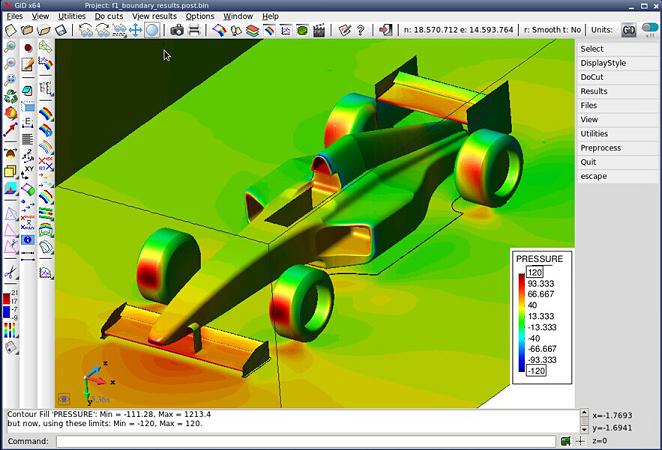 GiD x64 Project: f1_boundary_results.post.bin
Files View Utilities Do cuts View results Options Window Help
n: 18.570.712 e: 14.593.764 r: Smooth t: No Units: GiD
Select
DisplayStyle
DoCut
Results
Files
View
Utilities
Preprocess
Quit
escape
PRESSURE
120
93.333
66.667
40
13.333
-13.333
-40
-66.667
-93.333
-120
z
x
y
Contour Fill 'PRESSURE': Min = -111.28, Max = 1213.4
but now, using these limits: Min = -120, Max = 120.
x=-1.7693
y=-1.6941
z=0
Command: